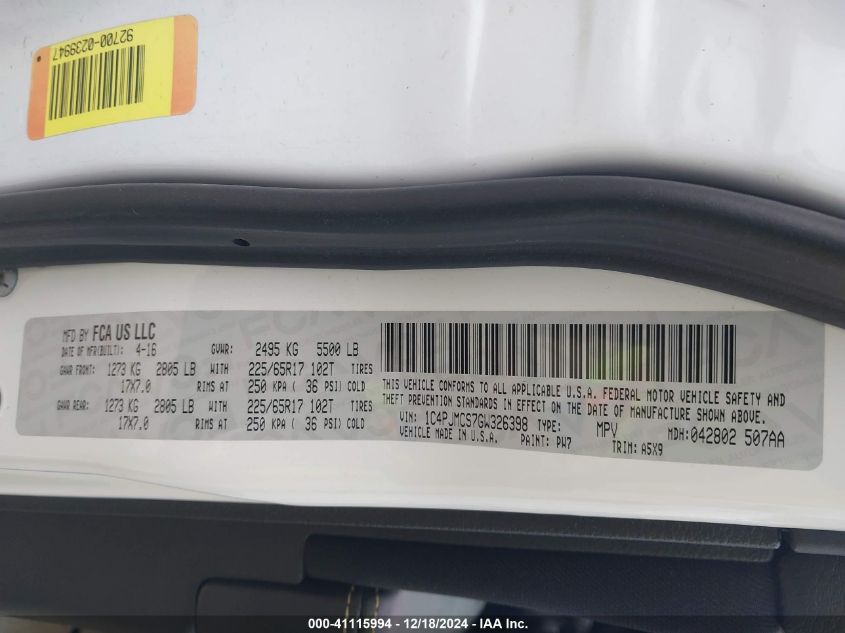 92700-0239947
MFD BY FCA US LLC
DATE OF MFR(BUILT): 4-16 GVWR: 2495 KG 5500 LB
GAWR FRONT: 1273 KG 2805 LB WITH 225/65R17 102T TIRES
17X7.0 RIMS AT 250 KPA ( 36 PSI) COLD
GAWR REAR: 1273 KG 2805 LB WITH 225/65R17 102T TIRES
17X7.0 RIMS AT 250 KPA ( 36 PSI) COLD
THIS VEHICLE CONFORMS TO ALL APPLICABLE U.S.A. FEDERAL MOTOR VEHICLE SAFETY AND
THEFT PREVENTION STANDARDS IN EFFECT ON THE DATE OF MANUFACTURE SHOWN ABOVE.
VIN: 1C4PJMCS7GW326398 TYPE: MPV MDH: 042802 507AA
VEHICLE MADE IN U.S.A. PAINT: PW7 TRIM: A5X9
000-41115994 - 12/18/2024 - IAA Inc.